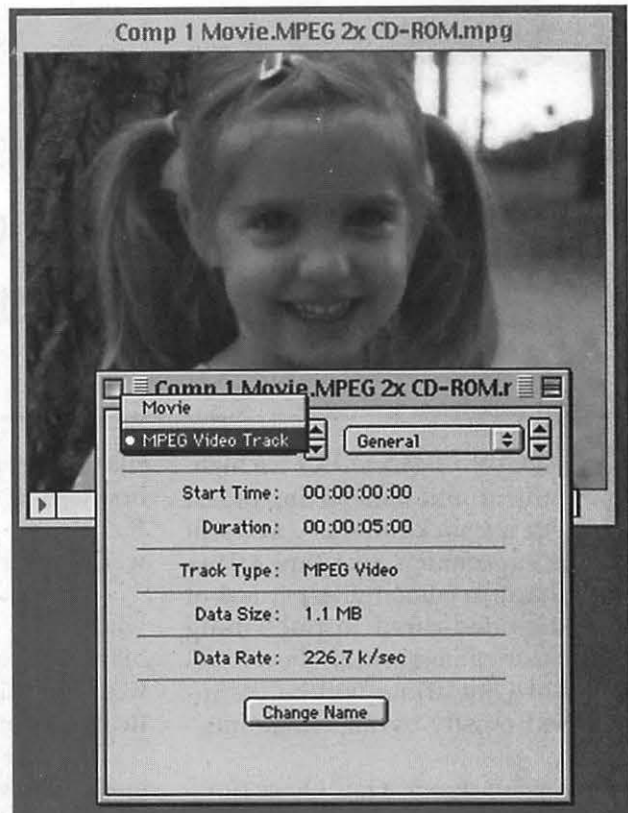 Comp 1 Movie.MPEG 2x CD-ROM.mpg
Comp 1 Movie.MPEG 2x CD-ROM.r
Movie
MPEG Video Track
General
Start Time: 00:00:00:00
Duration: 00:00:05:00
Track Type: MPEG Video
Data Size: 1.1 MB
Data Rate: 226.7 k/sec
Change Name